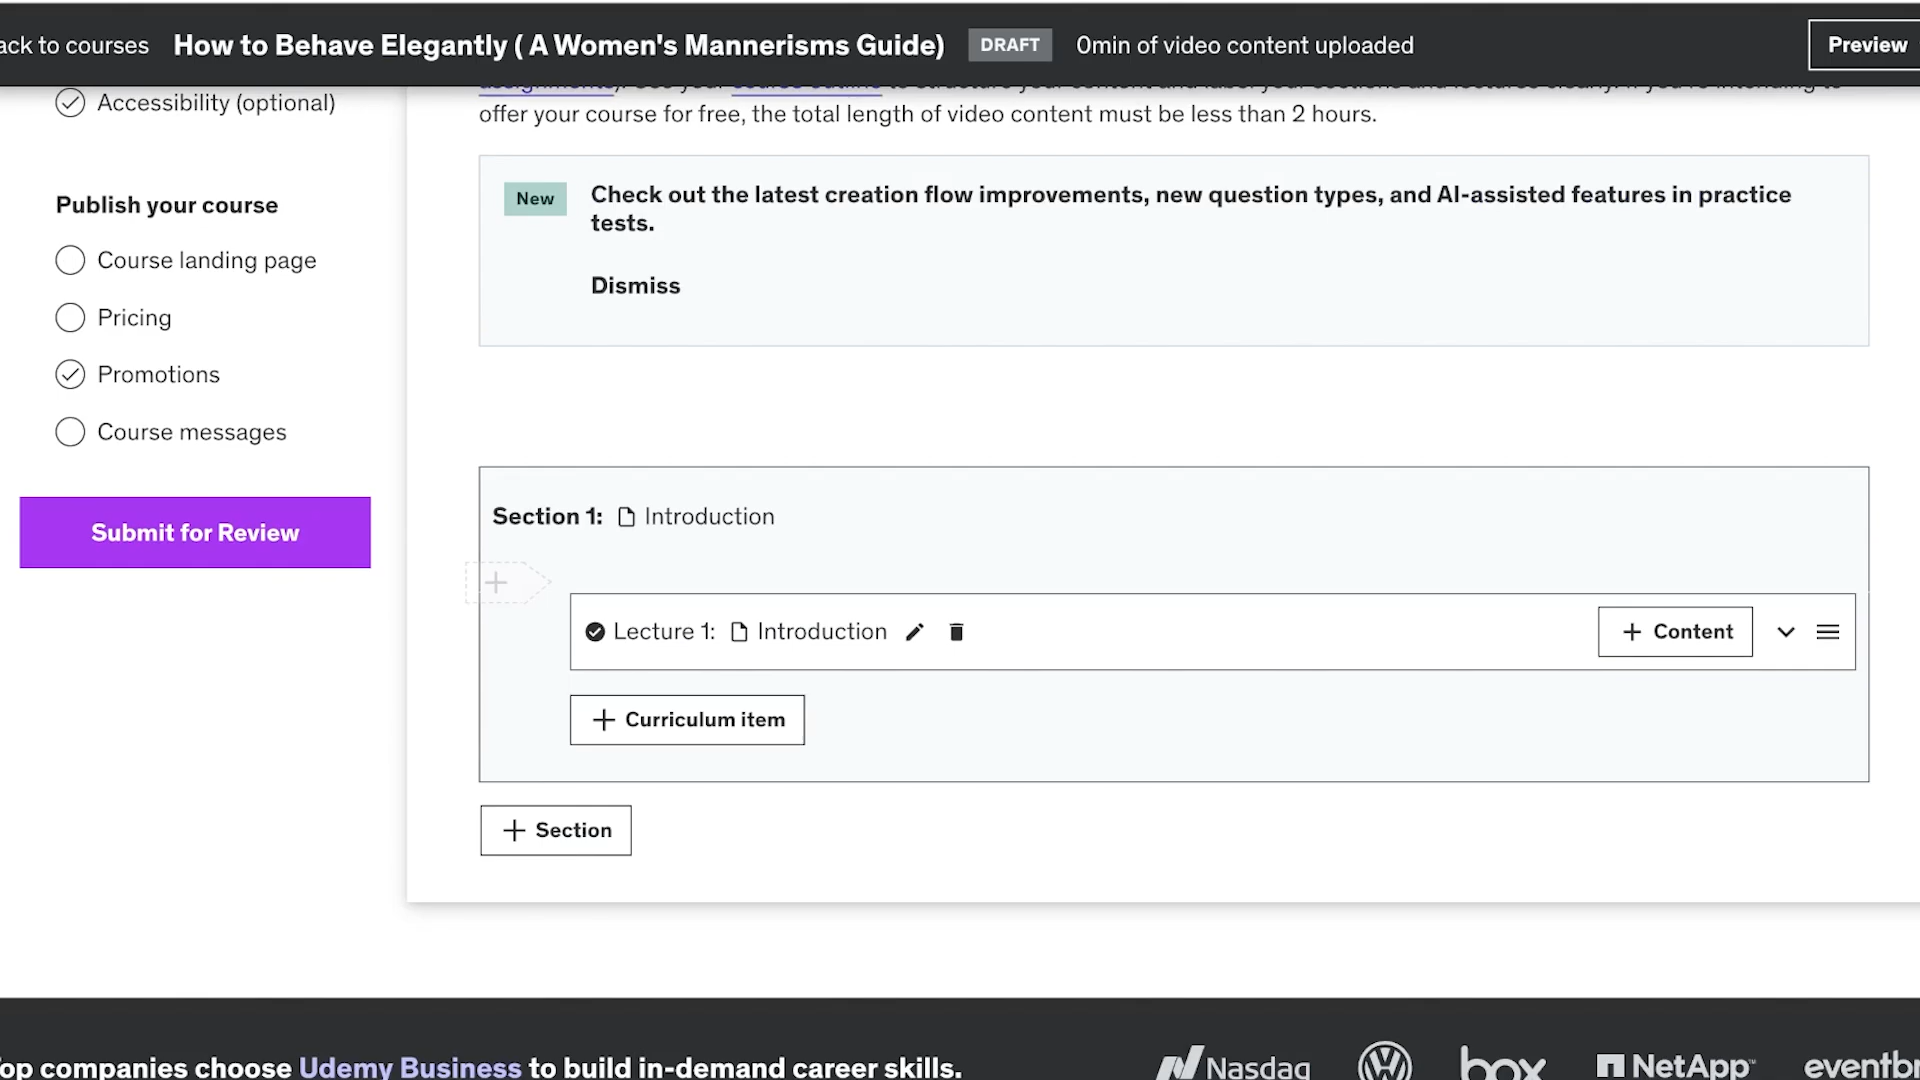 ack to courses How to Behave Elegantly ( A Women's Mannerisms Guide) DRAFT 0min of video content uploaded Preview
Accessibility (optional)
Publish your course
Course landing page
Pricing
Promotions
Course messages
Submit for Review
offer your course for free, the total length of video content must be less than 2 hours.
New Check out the latest creation flow improvements, new question types, and AI-assisted features in practice
tests.
Dismiss
Section 1: Introduction
Lecture 1: Introduction + Content
+ Curriculum item
+ Section
op companies choose Udemy Business to build in-demand career skills. Nasdaq VW box NetApp™ eventbr